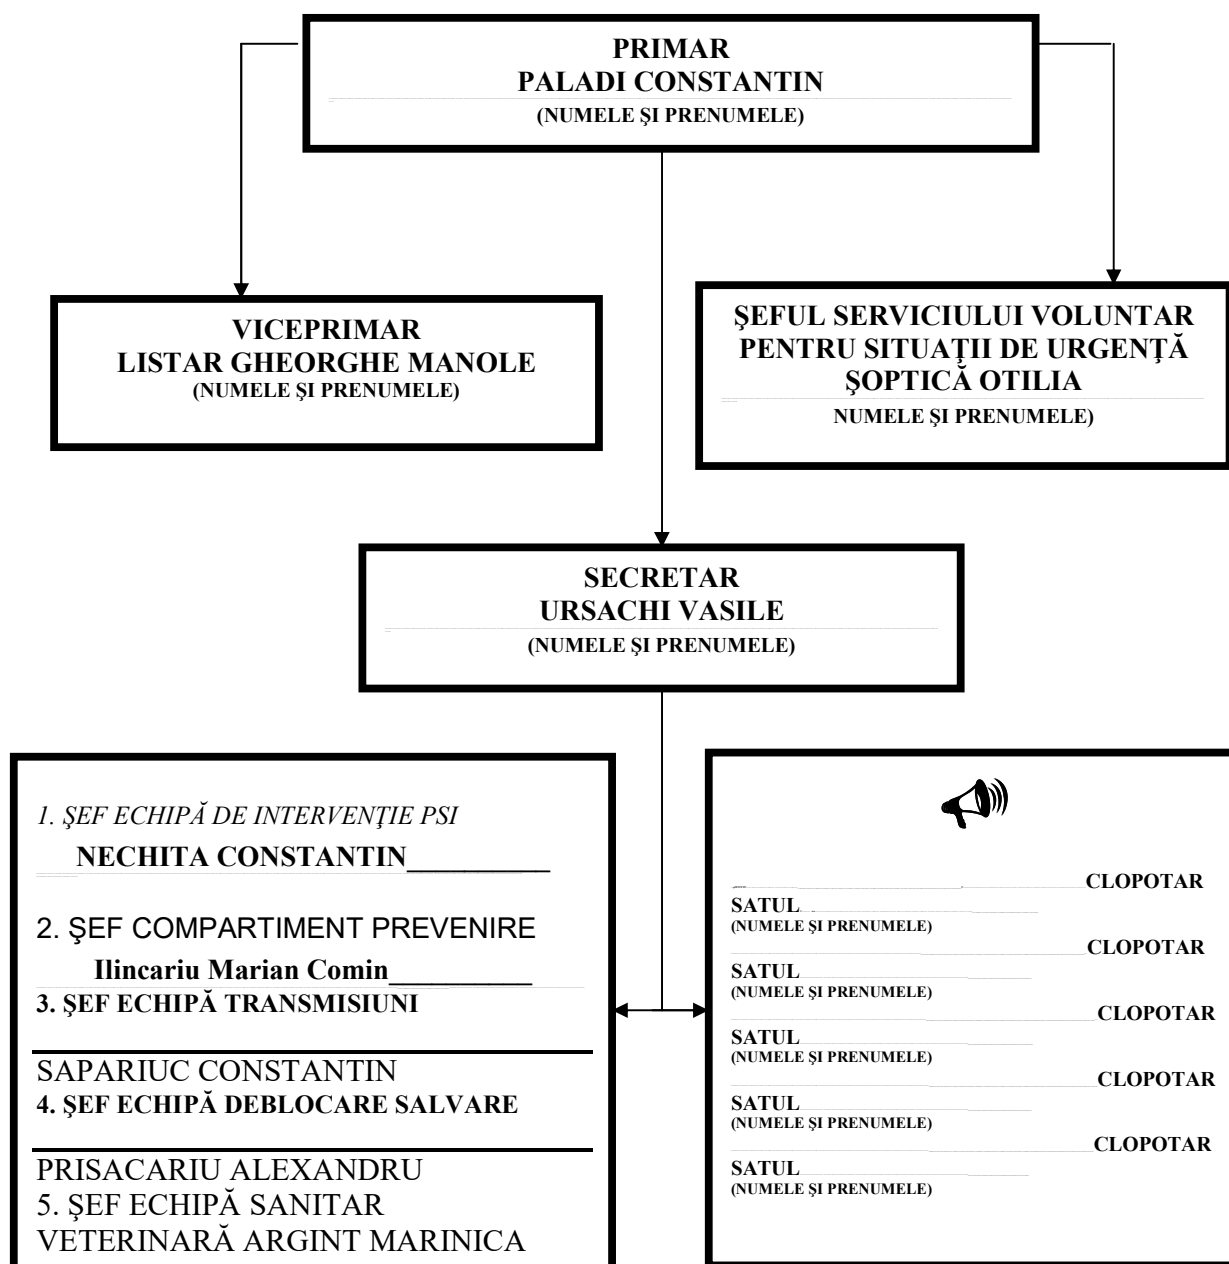 PRIMAR
PALADI CONSTANTIN
(NUMELE ŞI PRENUMELE)
VICEPRIMAR
LISTAR GHEORGHE MANOLE
(NUMELE ŞI PRENUMELE)
ŞEFUL SERVICIULUI VOLUNTAR
PENTRU SITUAŢII DE URGENŢĂ
ŞOPTICĂ OTILIA
NUMELE ŞI PRENUMELE)
SECRETAR
URSACHI VASILE
(NUMELE ŞI PRENUMELE)
1. ŞEF ECHIPĂ DE INTERVENŢIE PSI
NECHITA CONSTANTIN__________
2. ŞEF COMPARTIMENT PREVENIRE
Ilincariu Marian Comin__________
3. ŞEF ECHIPĂ TRANSMISIUNI
SAPARIUC CONSTANTIN
4. ŞEF ECHIPĂ DEBLOCARE SALVARE
PRISACARIU ALEXANDRU
5. ŞEF ECHIPĂ SANITAR
VETERINARĂ ARGINT MARINICA
CLOPOTAR
SATUL
(NUMELE ŞI PRENUMELE)
CLOPOTAR
SATUL
(NUMELE ŞI PRENUMELE)
CLOPOTAR
SATUL
(NUMELE ŞI PRENUMELE)
CLOPOTAR
SATUL
(NUMELE ŞI PRENUMELE)
CLOPOTAR
SATUL
(NUMELE ŞI PRENUMELE)